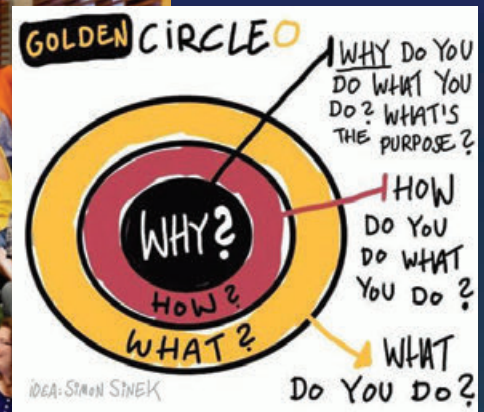 GOLDEN CIRCLE
WHY DO YOU
DO WHAT YOU
DO? WHAT'S
THE PURPOSE?
HOW
DO YOU
DO WHAT
YOU DO?
WHY?
HOW?
WHAT?
WHAT
DO YOU DO?
IDEA: SIMON SINEK